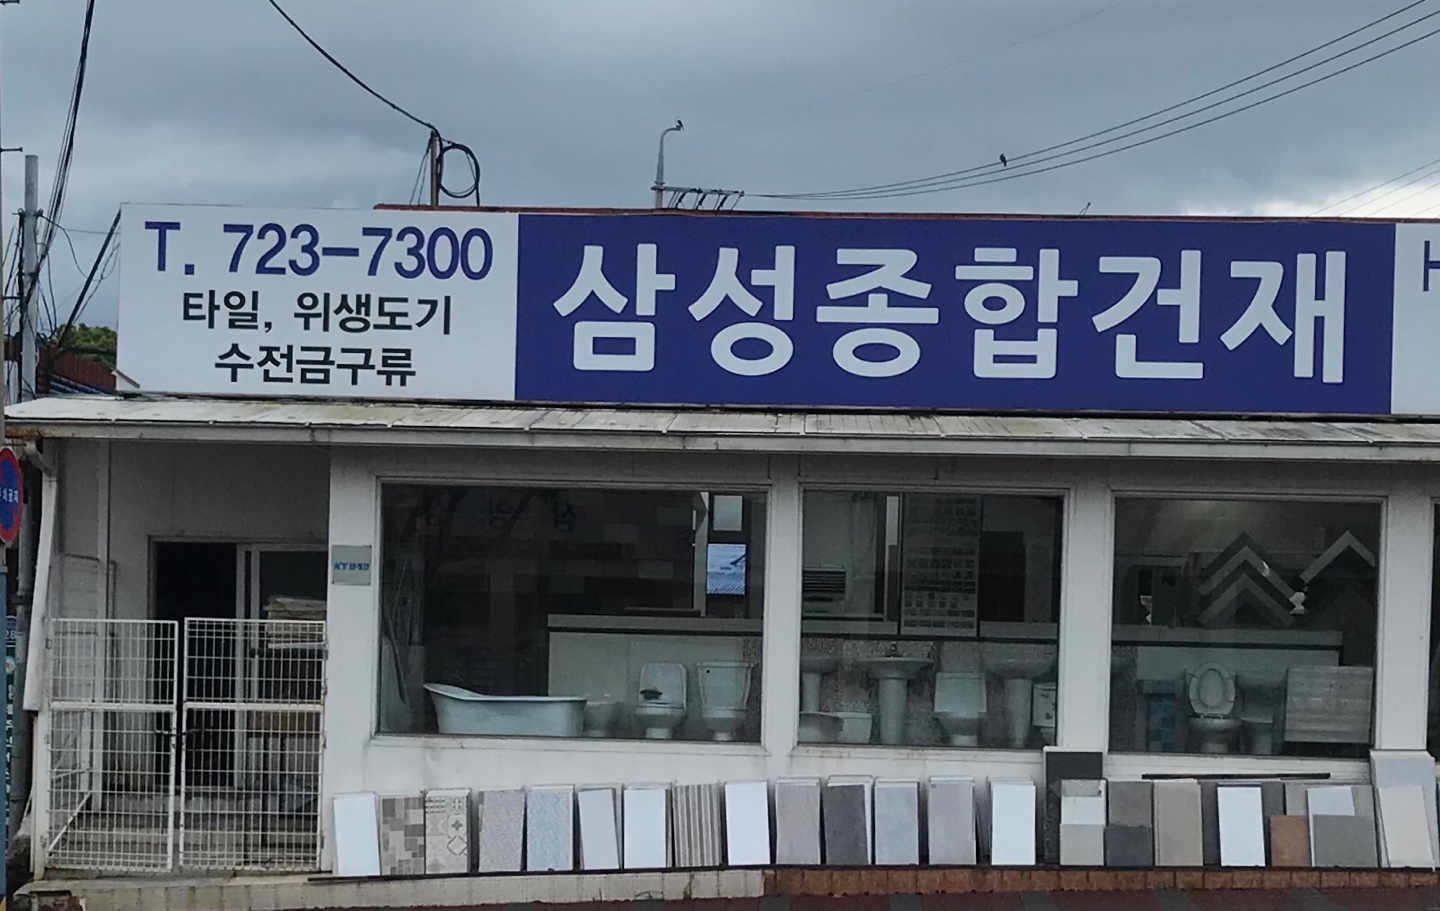 T. 723-7300
타일, 위생도기
수전금구류
삼성종합건재